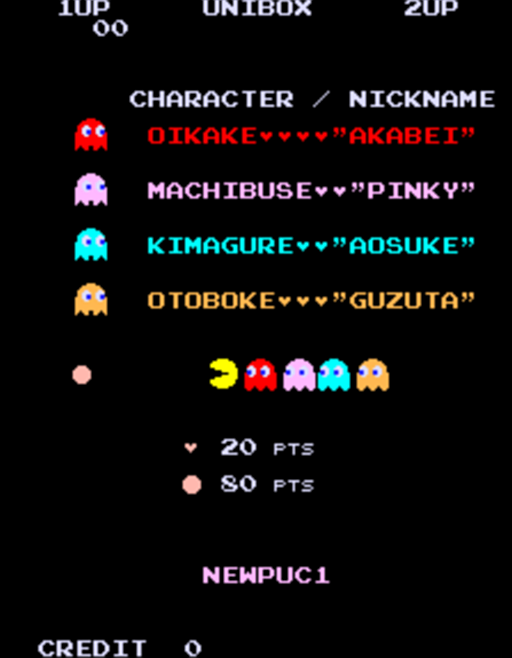 1UP UNIBOX 2UP
00
CHARACTER / NICKNAME
OIKAKE♥♥♥♥"AKABEI"
MACHIBUSE♥♥"PINKY"
KIMAGURE♥♥"AOSUKE"
OTOBOKE♥♥♥"GUZUTA"
♥ 20 PTS
80 PTS
NEWPUC1
CREDIT 0